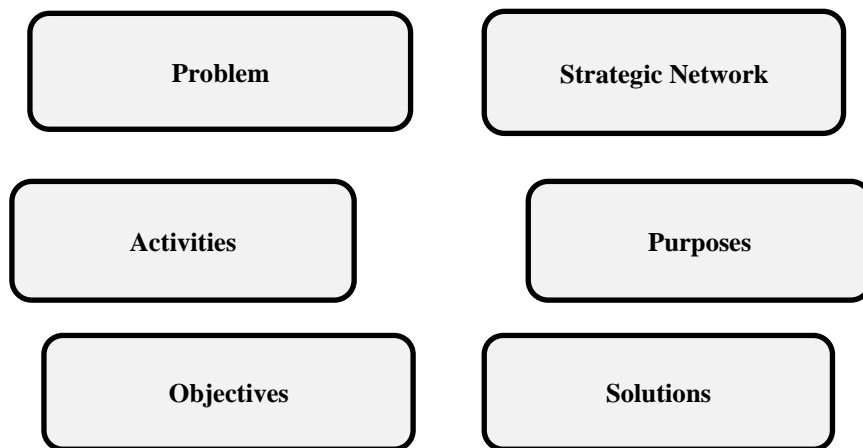 Problem
Strategic Network
Activities
Purposes
Objectives
Solutions